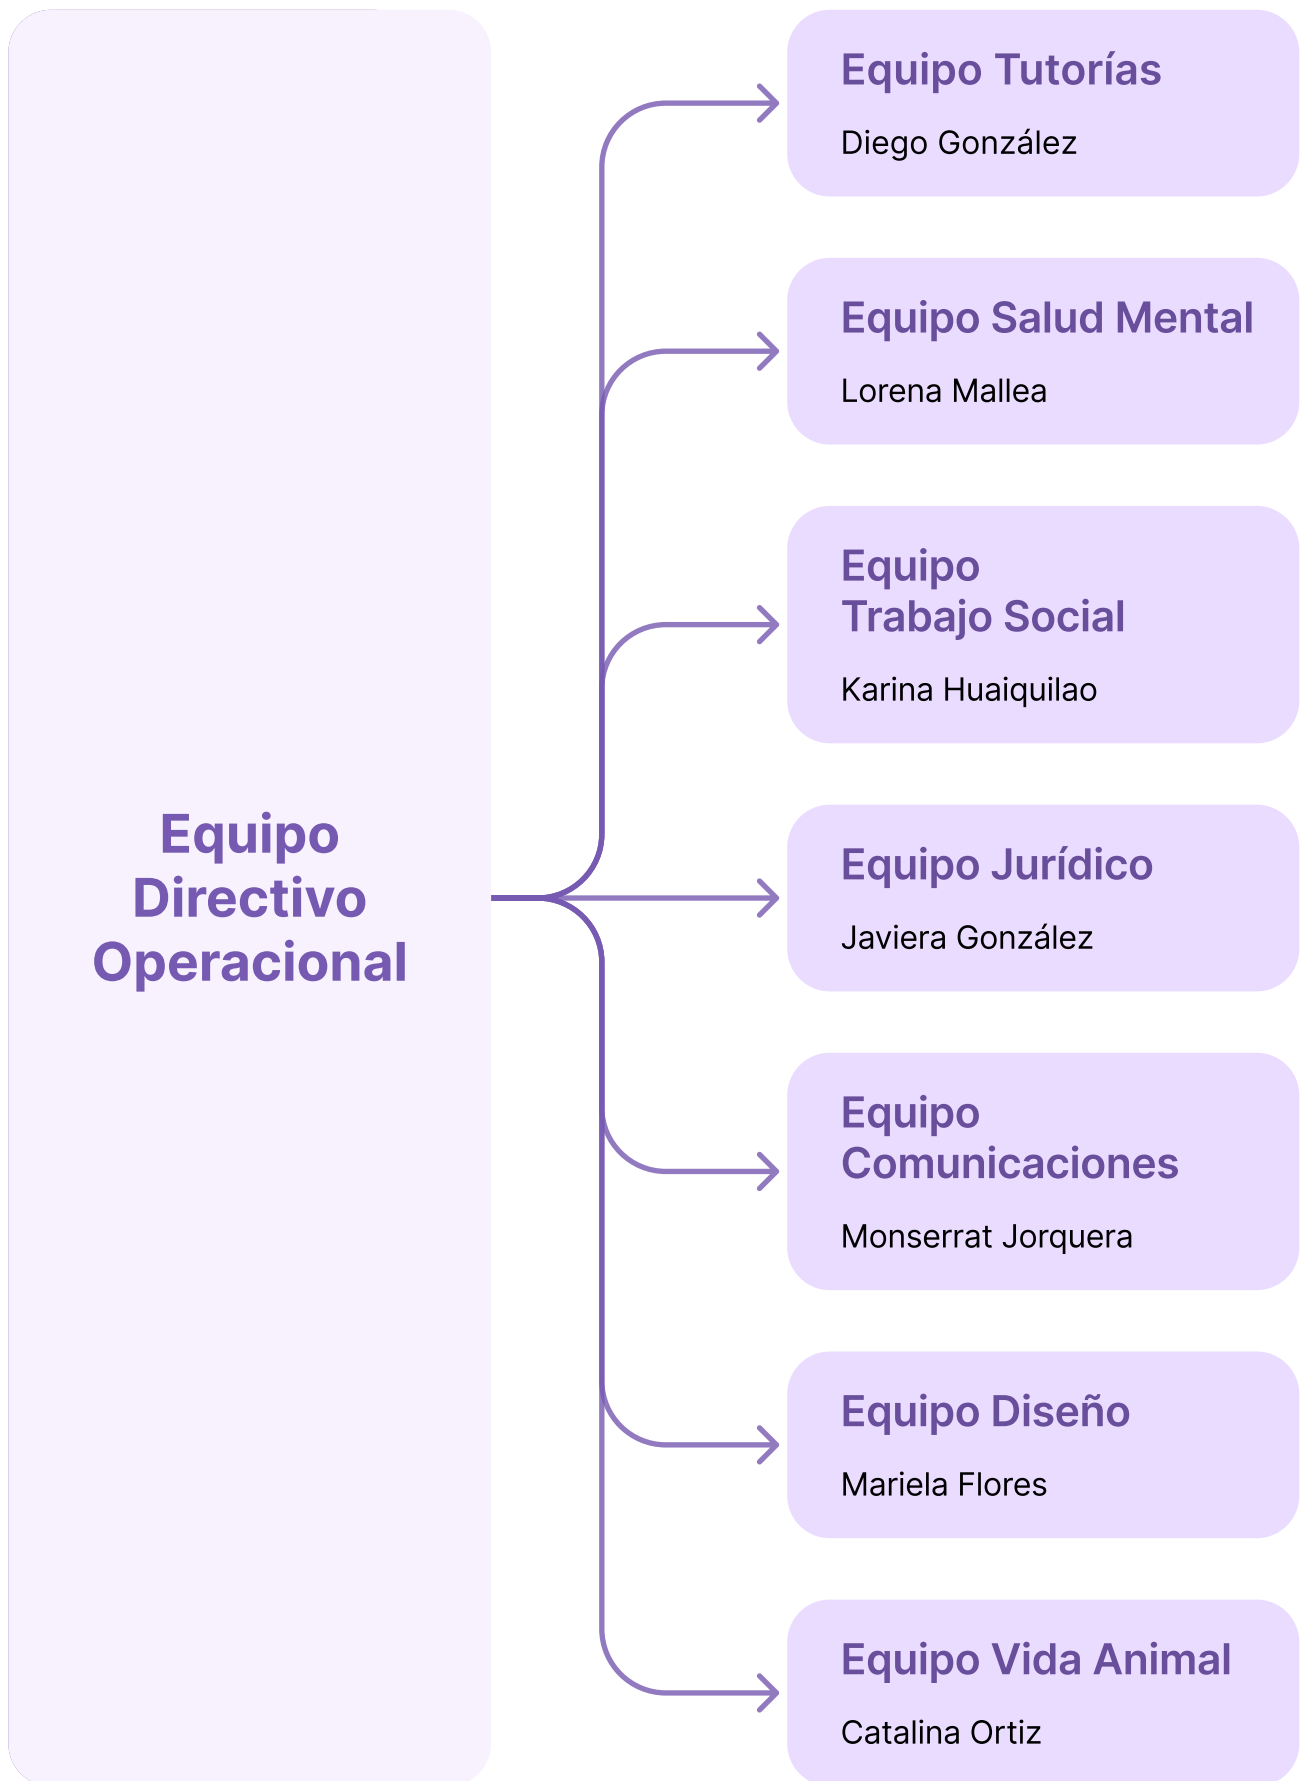 Equipo
Directivo
Operacional
Equipo Tutorías
Diego González
Equipo Salud Mental
Lorena Mallea
Equipo
Trabajo Social
Karina Huaiquilao
Equipo Jurídico
Javiera González
Equipo
Comunicaciones
Monserrat Jorquera
Equipo Diseño
Mariela Flores
Equipo Vida Animal
Catalina Ortiz